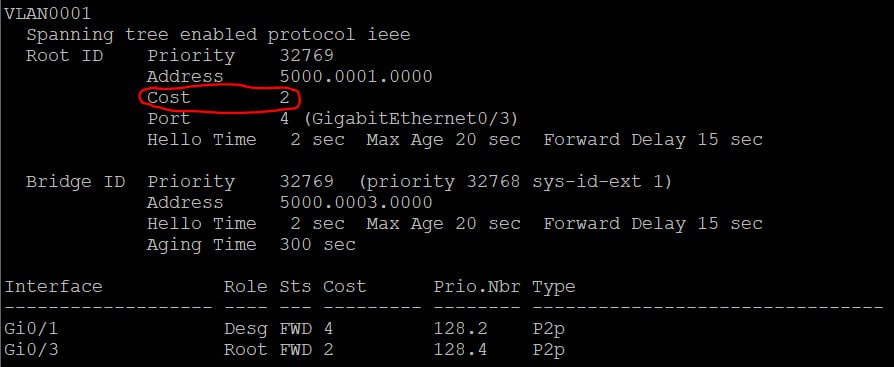 VLAN0001
  Spanning tree enabled protocol ieee
  Root ID    Priority    32769
             Address     5000.0001.0000
             Cost        2
             Port        4 (GigabitEthernet0/3)
             Hello Time   2 sec  Max Age 20 sec  Forward Delay 15 sec
  Bridge ID  Priority    32769  (priority 32768 sys-id-ext 1)
             Address     5000.0003.0000
             Hello Time   2 sec  Max Age 20 sec  Forward Delay 15 sec
             Aging Time  300 sec
Interface           Role Sts Cost      Prio.Nbr Type
------------------- ---- --- --------- -------- --------------------------------
Gi0/1               Desg FWD 4         128.2    P2p
Gi0/3               Root FWD 2         128.4    P2p